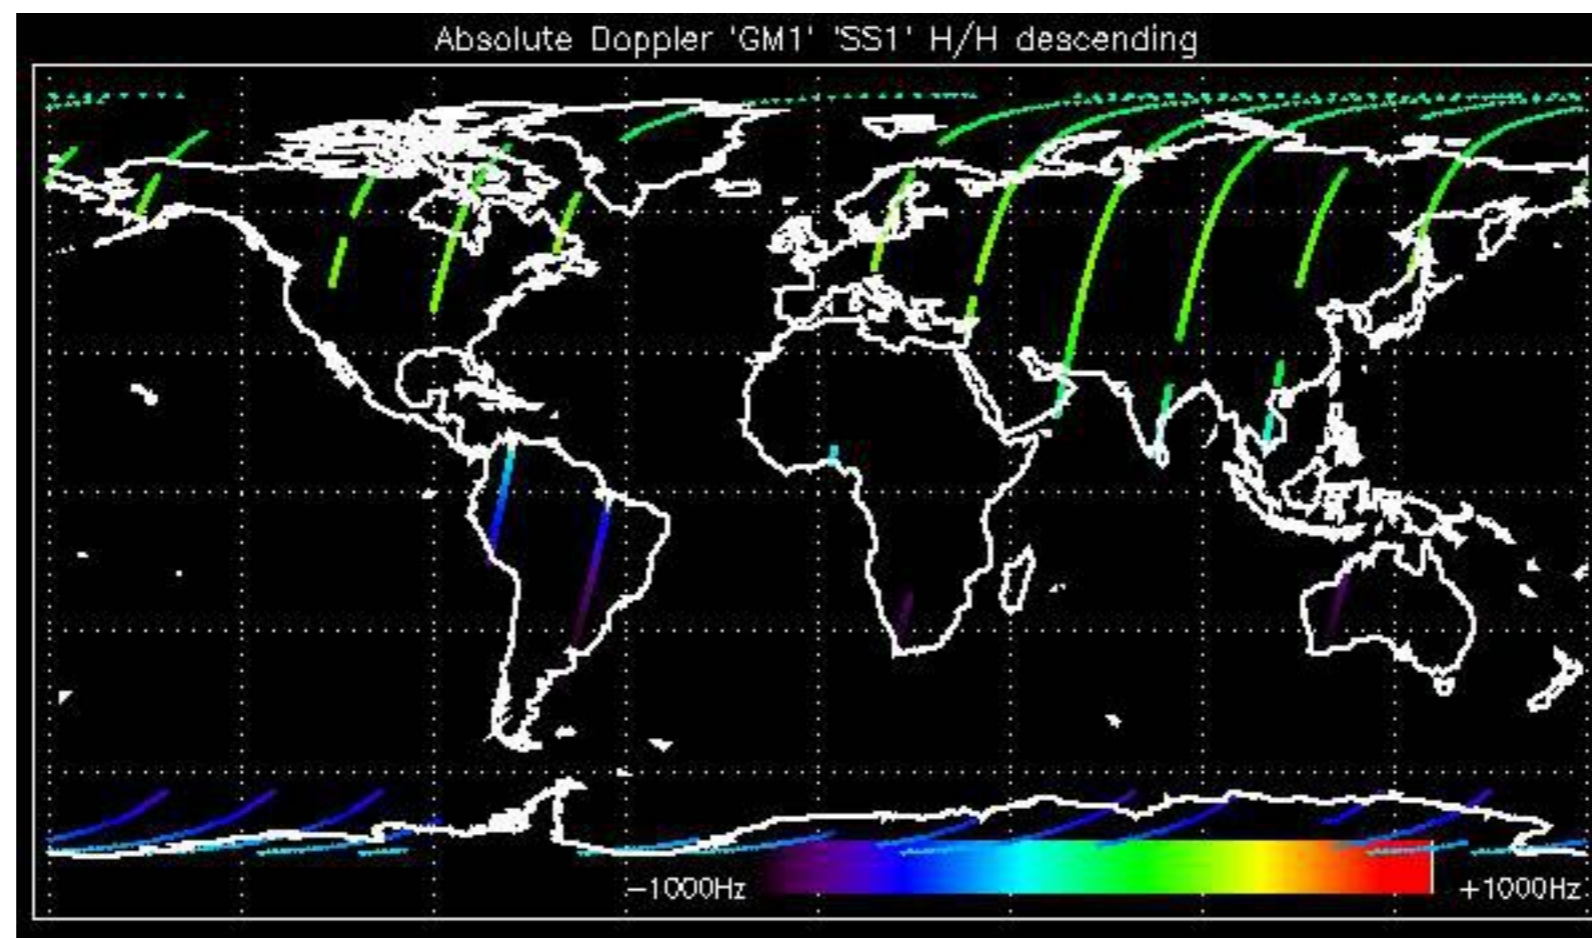 Absolute Doppler 'GM1' 'SS1' H/H descending
−1000Hz
+1000Hz